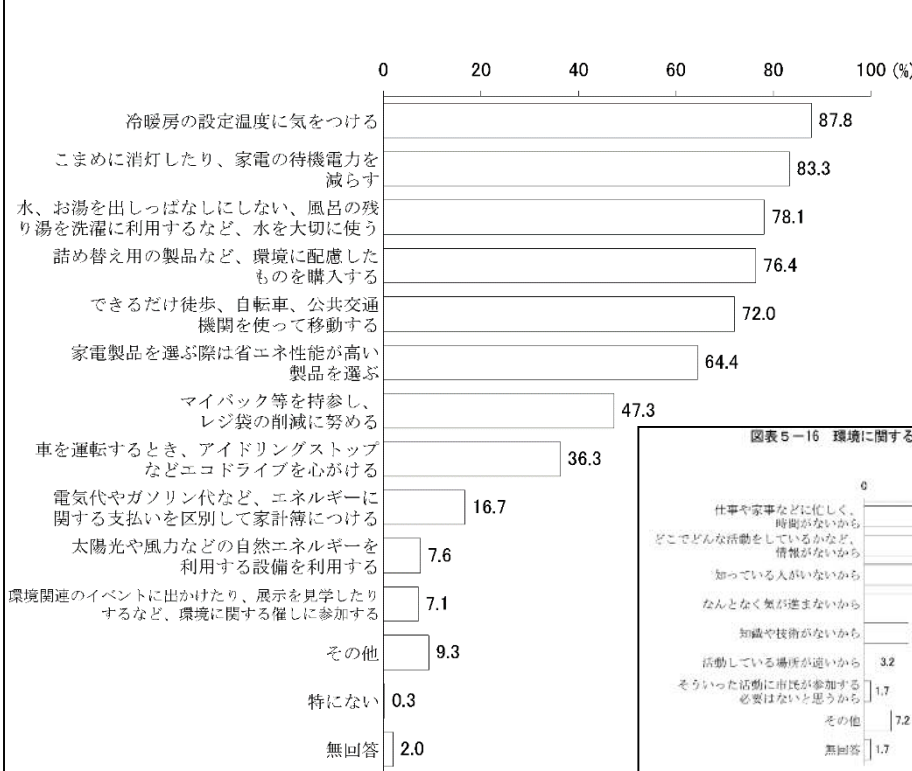 0 20 40 60 80 100 (%)
冷暖房の設定温度に気をつける 87.8
こまめに消灯したり、家電の待機電力を
減らす 83.3
水、お湯を出しっぱなしにしない、風呂の残
り湯を洗濯に利用するなど、水を大切に使う 78.1
詰め替え用の製品など、環境に配慮した
ものを購入する 76.4
できるだけ徒歩、自転車、公共交通
機関を使って移動する 72.0
家電製品を選ぶ際は省エネ性能が高い
製品を選ぶ 64.4
マイバック等を持参し、
レジ袋の削減に努める 47.3
車を運転するとき、アイドリングストップ
などエコドライブを心がける 36.3
電気代やガソリン代など、エネルギーに
関する支払いを区別して家計簿につける 16.7
太陽光や風力などの自然エネルギーを
利用する設備を利用する 7.6
環境関連のイベントに出かけたり、展示を見学したり
するなど、環境に関する催しに参加する 7.1
その他 9.3
特にない 0.3
無回答 2.0
図表5-16 環境に関する
0
仕事や家事などに忙しく、
時間がないから
どこでどんな活動をしているかなど、
情報がないから
知っている人がいないから
なんとなく気が進まないから
知識や技術がないから
活動している場所が遠いから 3.2
そういった活動に市民が参加する
必要はないと思うから 1.7
その他 7.2
無回答 1.7